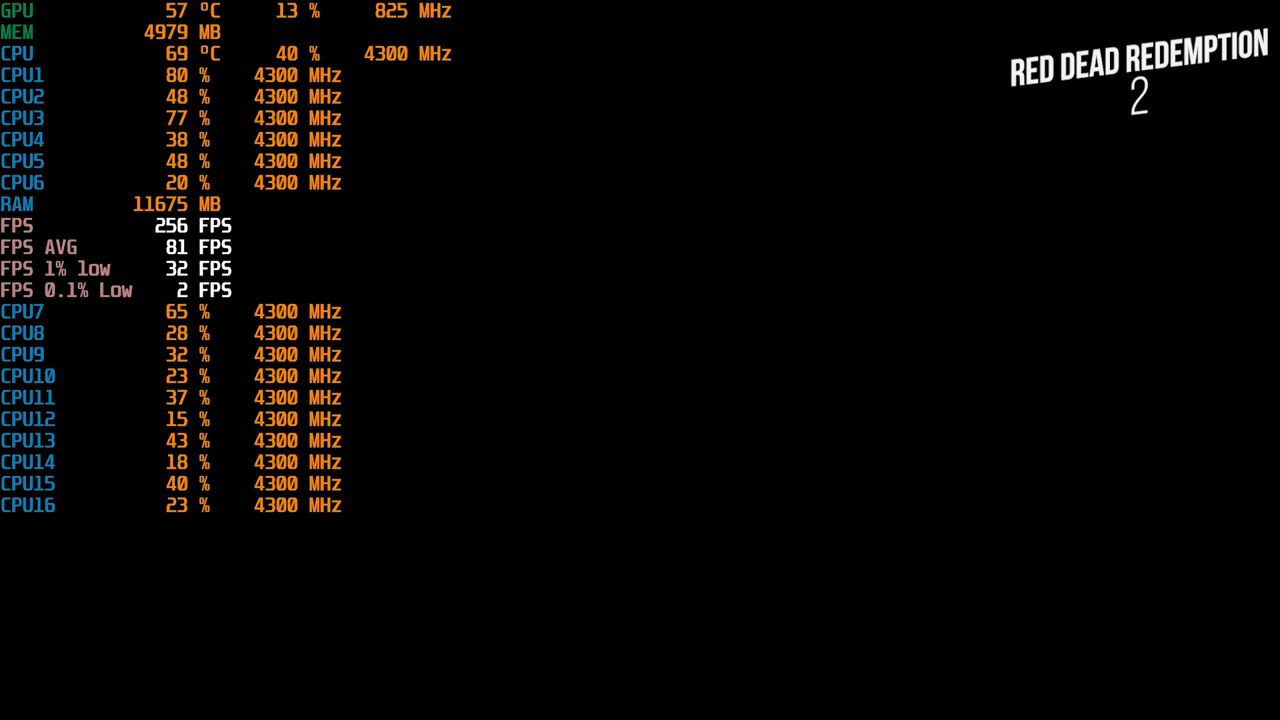 GPU 57 ºC 13 % 825 MHz
MEM 4979 MB
CPU 69 ºC 40 % 4300 MHz
CPU1 80 % 4300 MHz
CPU2 48 % 4300 MHz
CPU3 77 % 4300 MHz
CPU4 38 % 4300 MHz
CPU5 48 % 4300 MHz
CPU6 20 % 4300 MHz
RAM 11675 MB
FPS 256 FPS
FPS AVG 81 FPS
FPS 1% low 32 FPS
FPS 0.1% Low 2 FPS
CPU7 65 % 4300 MHz
CPU8 28 % 4300 MHz
CPU9 32 % 4300 MHz
CPU10 23 % 4300 MHz
CPU11 37 % 4300 MHz
CPU12 15 % 4300 MHz
CPU13 43 % 4300 MHz
CPU14 18 % 4300 MHz
CPU15 40 % 4300 MHz
CPU16 23 % 4300 MHz
RED DEAD REDEMPTION
2